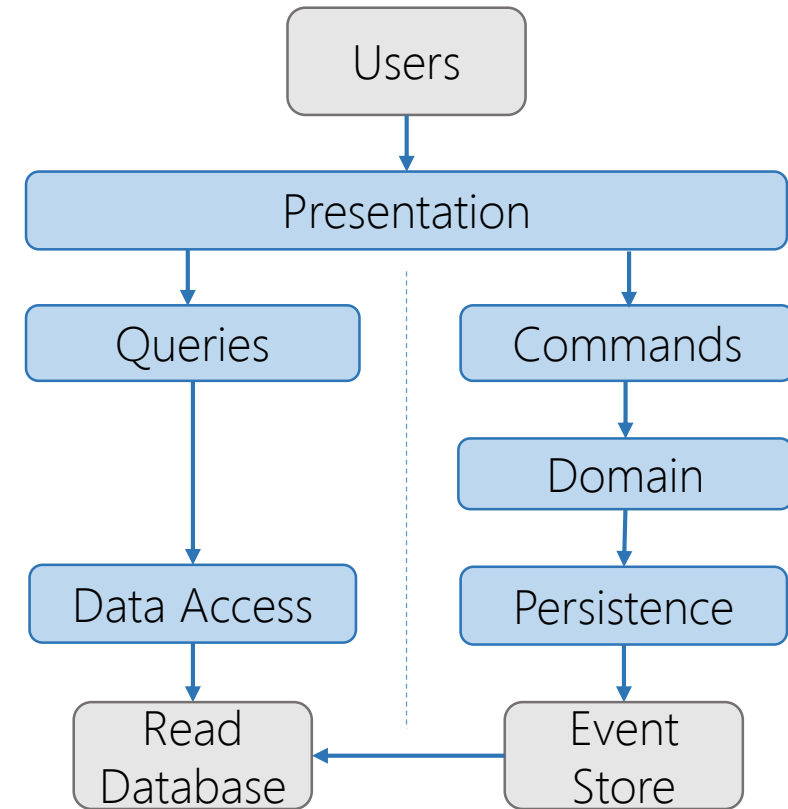 Users
Presentation
Queries
Commands
Domain
Data Access
Persistence
Read
Database
Event
Store